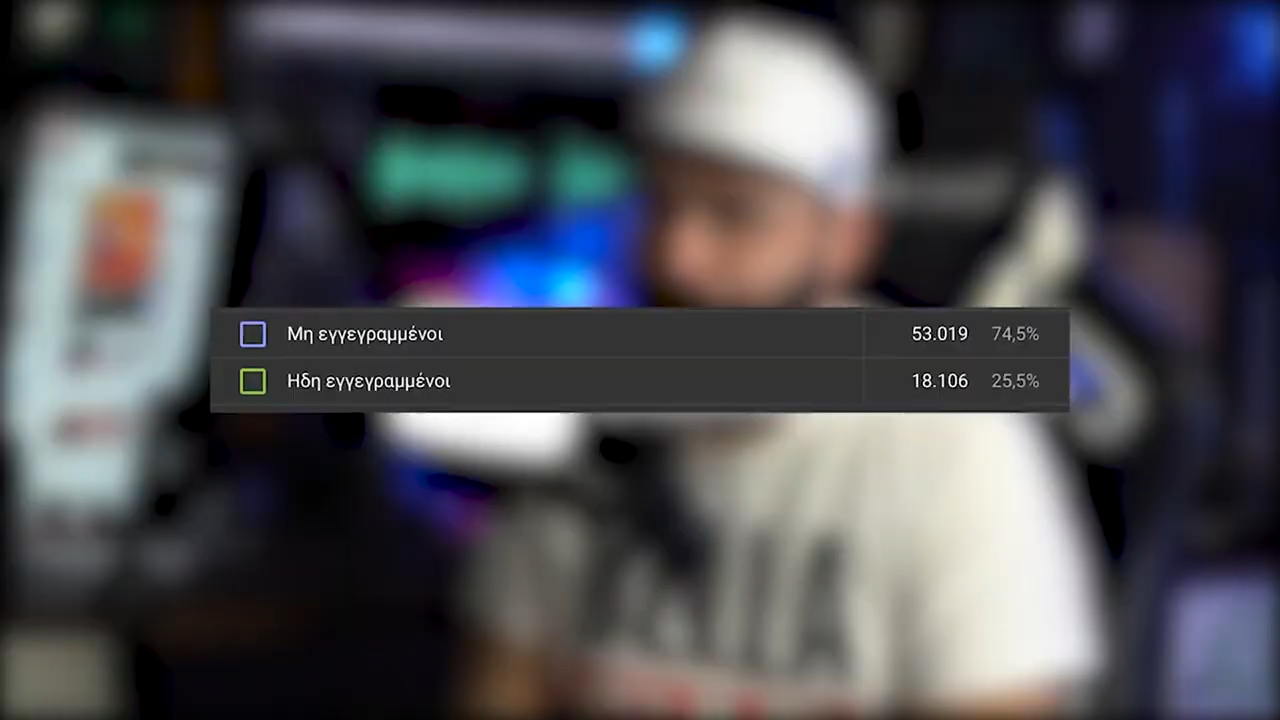 Μη εγγεγραμμένοι 53.019 74,5%
Ηδη εγγεγραμμένοι 18.106 25,5%